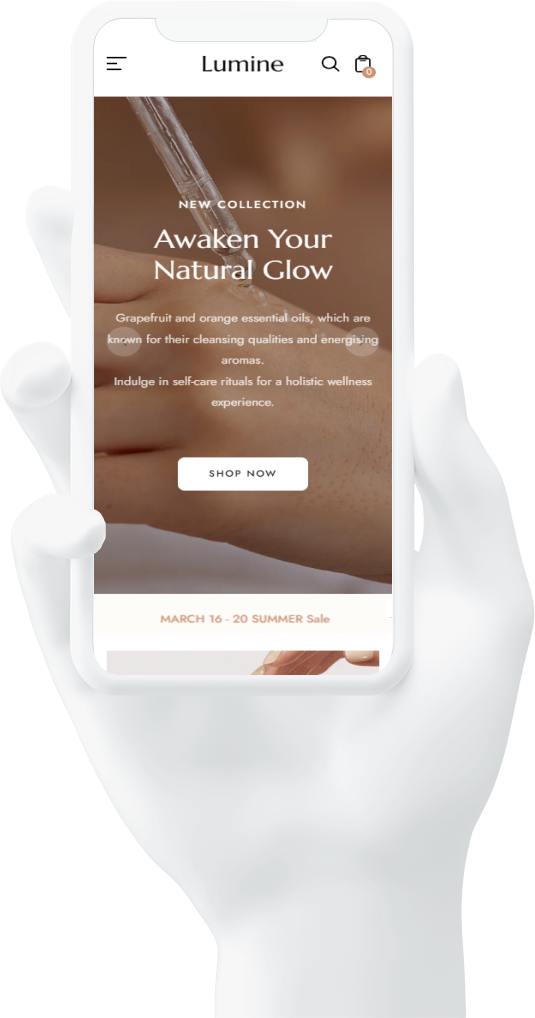 Lumine
0
NEW COLLECTION
Awaken Your
Natural Glow
Grapefruit and orange essential oils, which are
known for their cleansing qualities and energising
aromas.
Indulge in self-care rituals for a holistic wellness
experience.
SHOP NOW
MARCH 16 - 20 SUMMER Sale